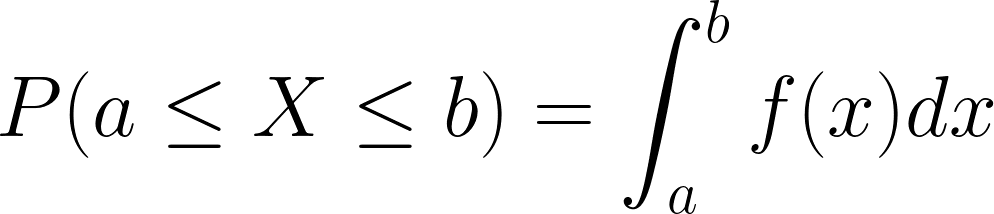 P(a ≤ X ≤ b) = ∫_a^b f(x)dx